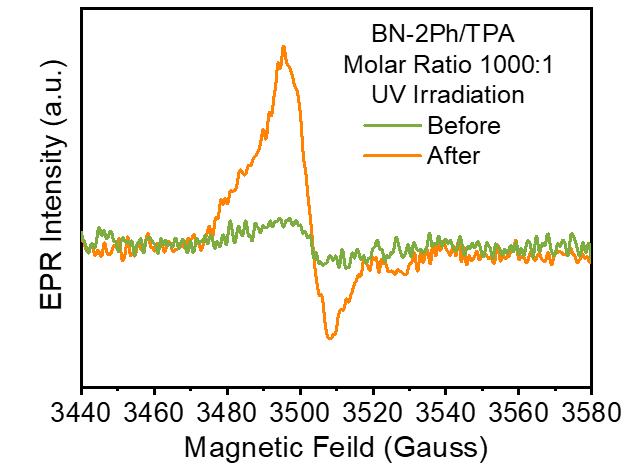 BN-2Ph/TPA
Molar Ratio 1000:1
UV Irradiation
Before
After
EPR Intensity (a.u.)
3440 3460 3480 3500 3520 3540 3560 3580
Magnetic Feild (Gauss)